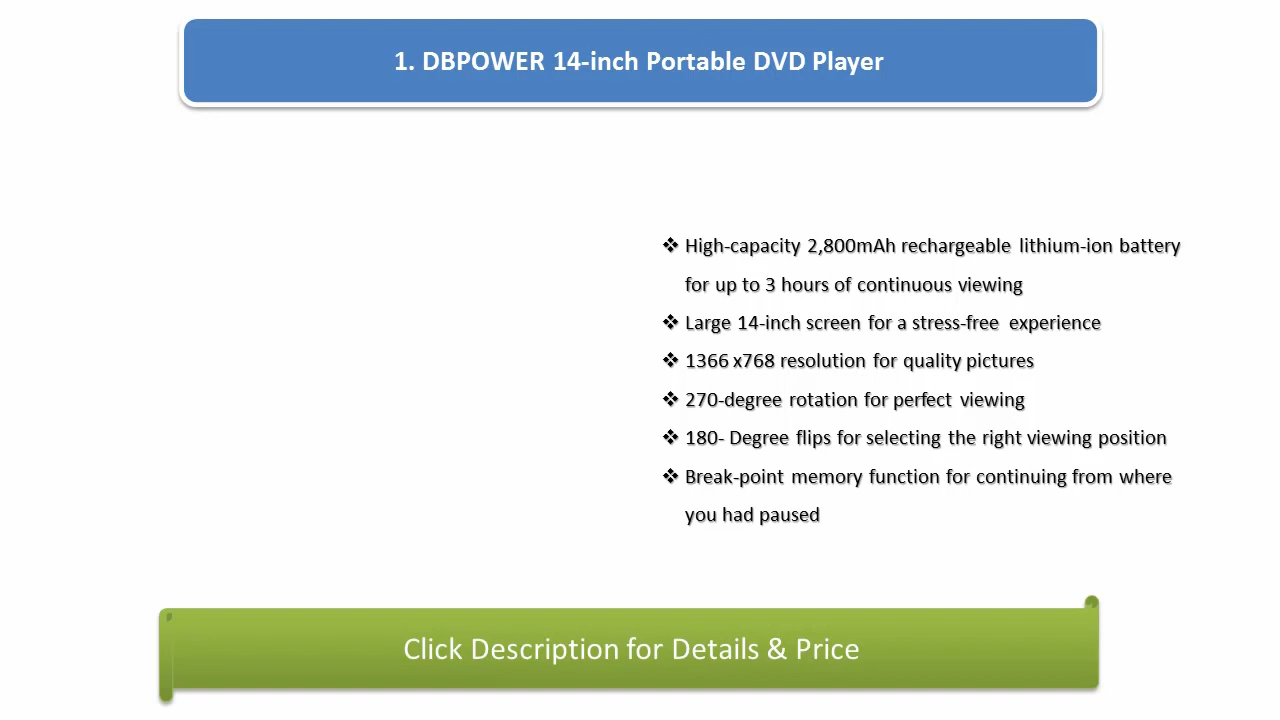 1. DBPOWER 14-inch Portable DVD Player
❖ High-capacity 2,800mAh rechargeable lithium-ion battery
for up to 3 hours of continuous viewing
❖ Large 14-inch screen for a stress-free experience
❖ 1366 x768 resolution for quality pictures
❖ 270-degree rotation for perfect viewing
❖ 180- Degree flips for selecting the right viewing position
❖ Break-point memory function for continuing from where
you had paused
Click Description for Details & Price